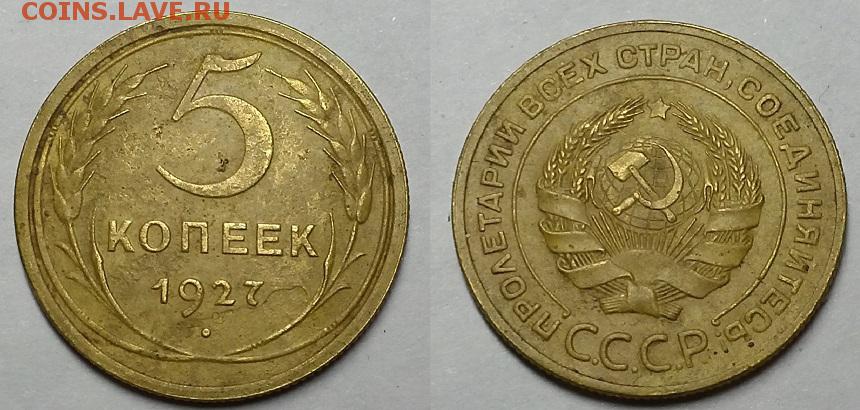 COINS.LAVE.RU
5
КОПЕЕК
1927
ПРОЛЕТАРИИ ВСЕХ СТРАН, СОЕДИНЯЙТЕСЬ!
С.С.С.Р.